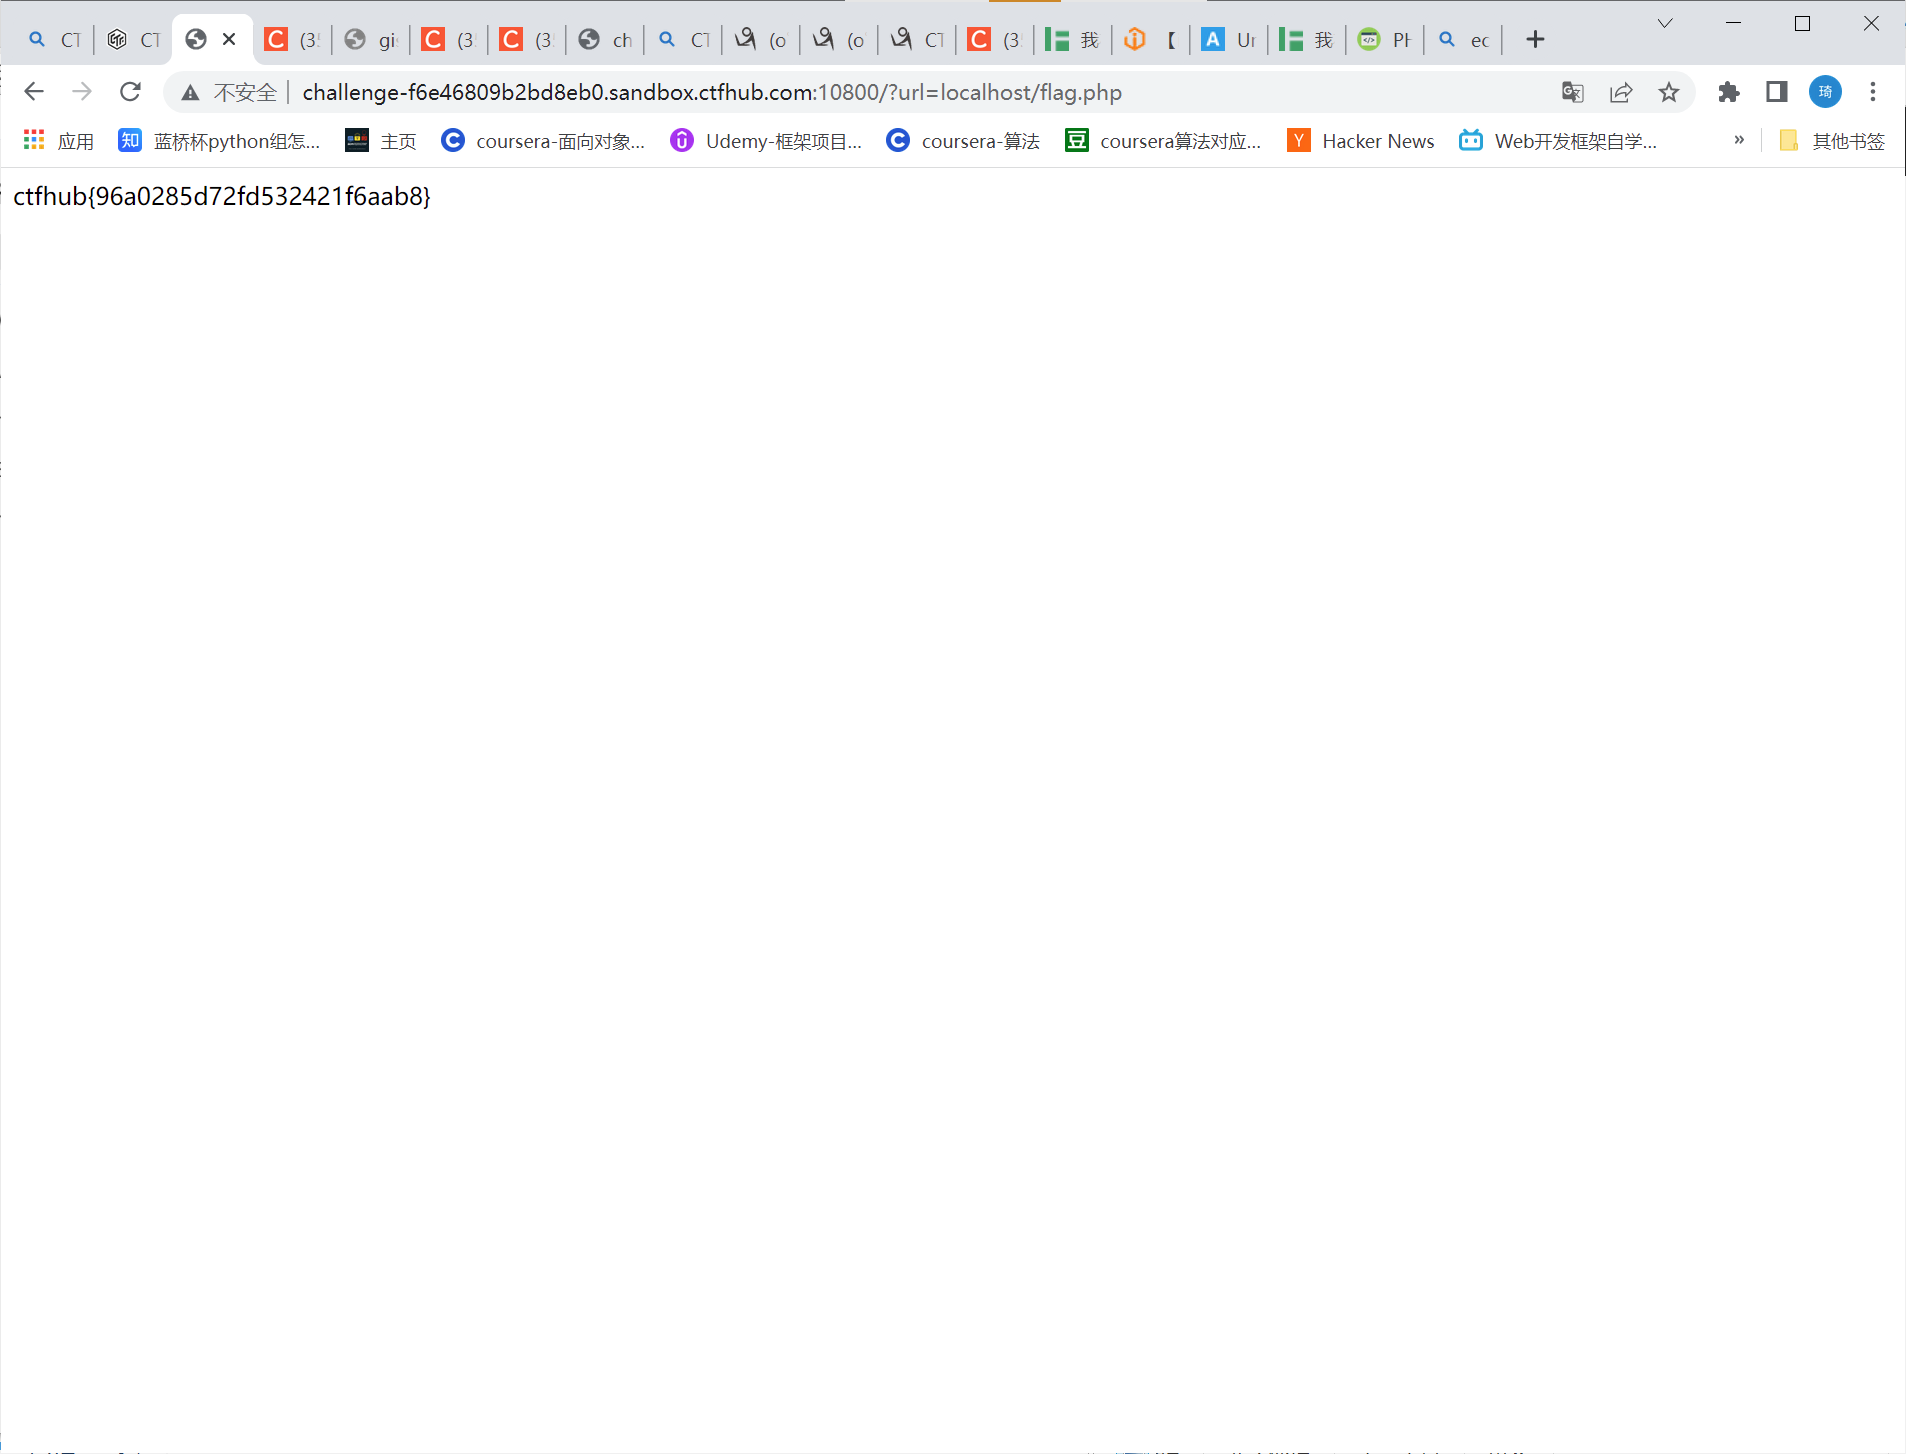 CT CT (3 gi (3 (3 ch CT (o (o CT (3 我 【 Ur 我 PH ec
不安全 challenge-f6e46809b2bd8eb0.sandbox.ctfhub.com:10800/?url=localhost/flag.php 琦
应用 知 蓝桥杯python组怎... 主页 coursera-面向对象... Udemy-框架项目... coursera-算法 豆 coursera算法对应... Y Hacker News Web开发框架自学... » 其他书签
ctfhub{96a0285d72fd532421f6aab8}